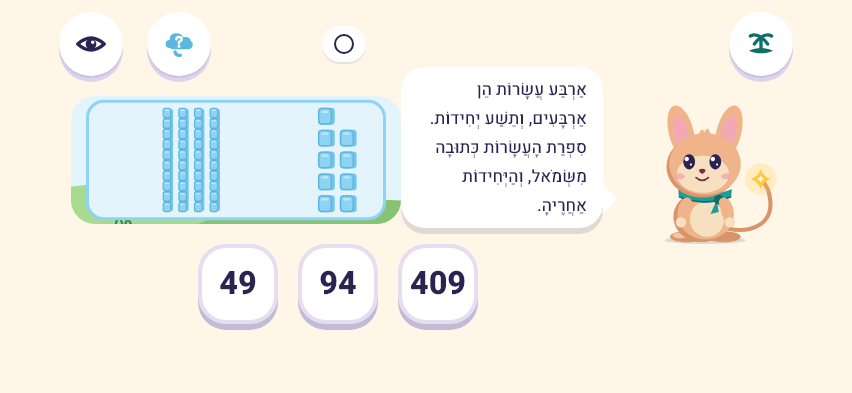 אַרְבַּע עֲשָׂרוֹת הֵן
אַרְבָּעִים, וְתֵשַׁע יְחִידוֹת.
סִפְרַת הָעֲשָׂרוֹת כְּתוּבָה
מִשְּׂמֹאל, וְהַיְּחִידוֹת
אַחֲרֶיהָ.
49 94 409